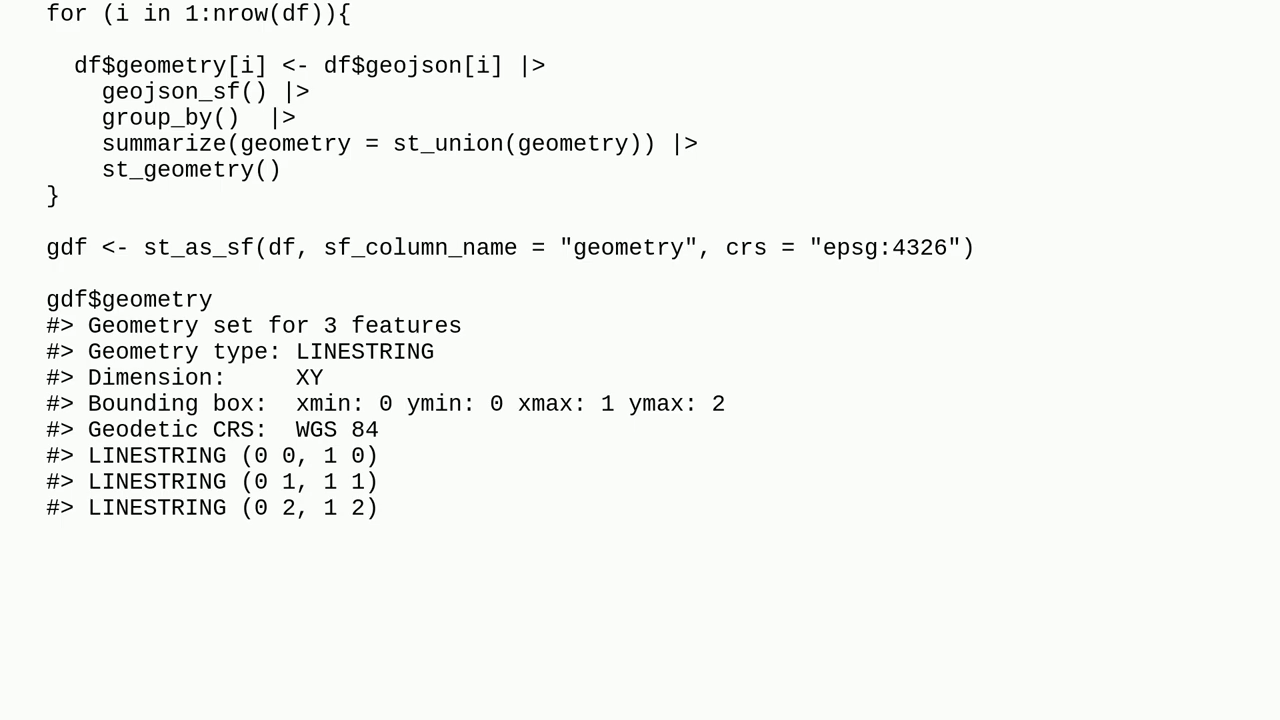 for (i in 1:nrow(df)){
  df$geometry[i] <- df$geojson[i] |>
    geojson_sf() |>
    group_by()  |>
    summarize(geometry = st_union(geometry)) |>
    st_geometry()
}
gdf <- st_as_sf(df, sf_column_name = "geometry", crs = "epsg:4326")
gdf$geometry
#> Geometry set for 3 features
#> Geometry type: LINESTRING
#> Dimension:     XY
#> Bounding box:  xmin: 0 ymin: 0 xmax: 1 ymax: 2
#> Geodetic CRS:  WGS 84
#> LINESTRING (0 0, 1 0)
#> LINESTRING (0 1, 1 1)
#> LINESTRING (0 2, 1 2)